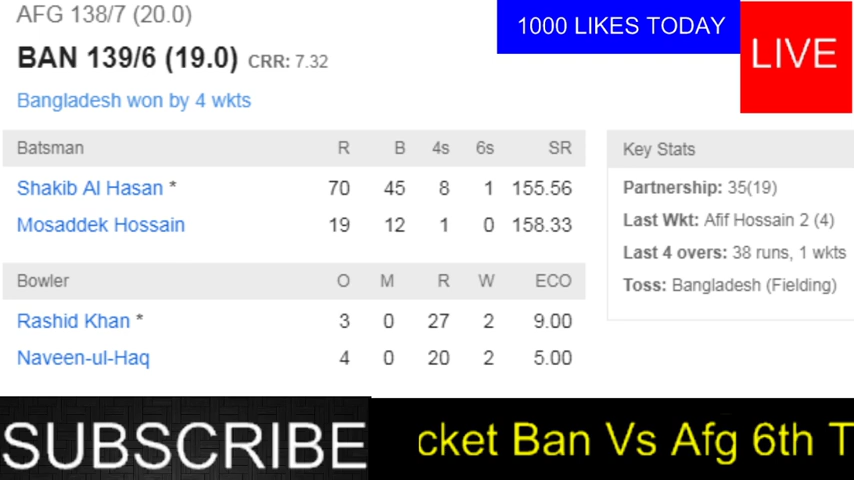 AFG 138/7 (20.0)
1000 LIKES TODAY
LIVE
BAN 139/6 (19.0) CRR: 7.32
Bangladesh won by 4 wkts
Batsman R B 4s 6s SR
Shakib Al Hasan * 70 45 8 1 155.56
Mosaddek Hossain 19 12 1 0 158.33
Bowler O M R W ECO
Rashid Khan * 3 0 27 2 9.00
Naveen-ul-Haq 4 0 20 2 5.00
Key Stats
Partnership: 35(19)
Last Wkt: Afif Hossain 2 (4)
Last 4 overs: 38 runs, 1 wkts
Toss: Bangladesh (Fielding)
SUBSCRIBE
cket Ban Vs Afg 6th T